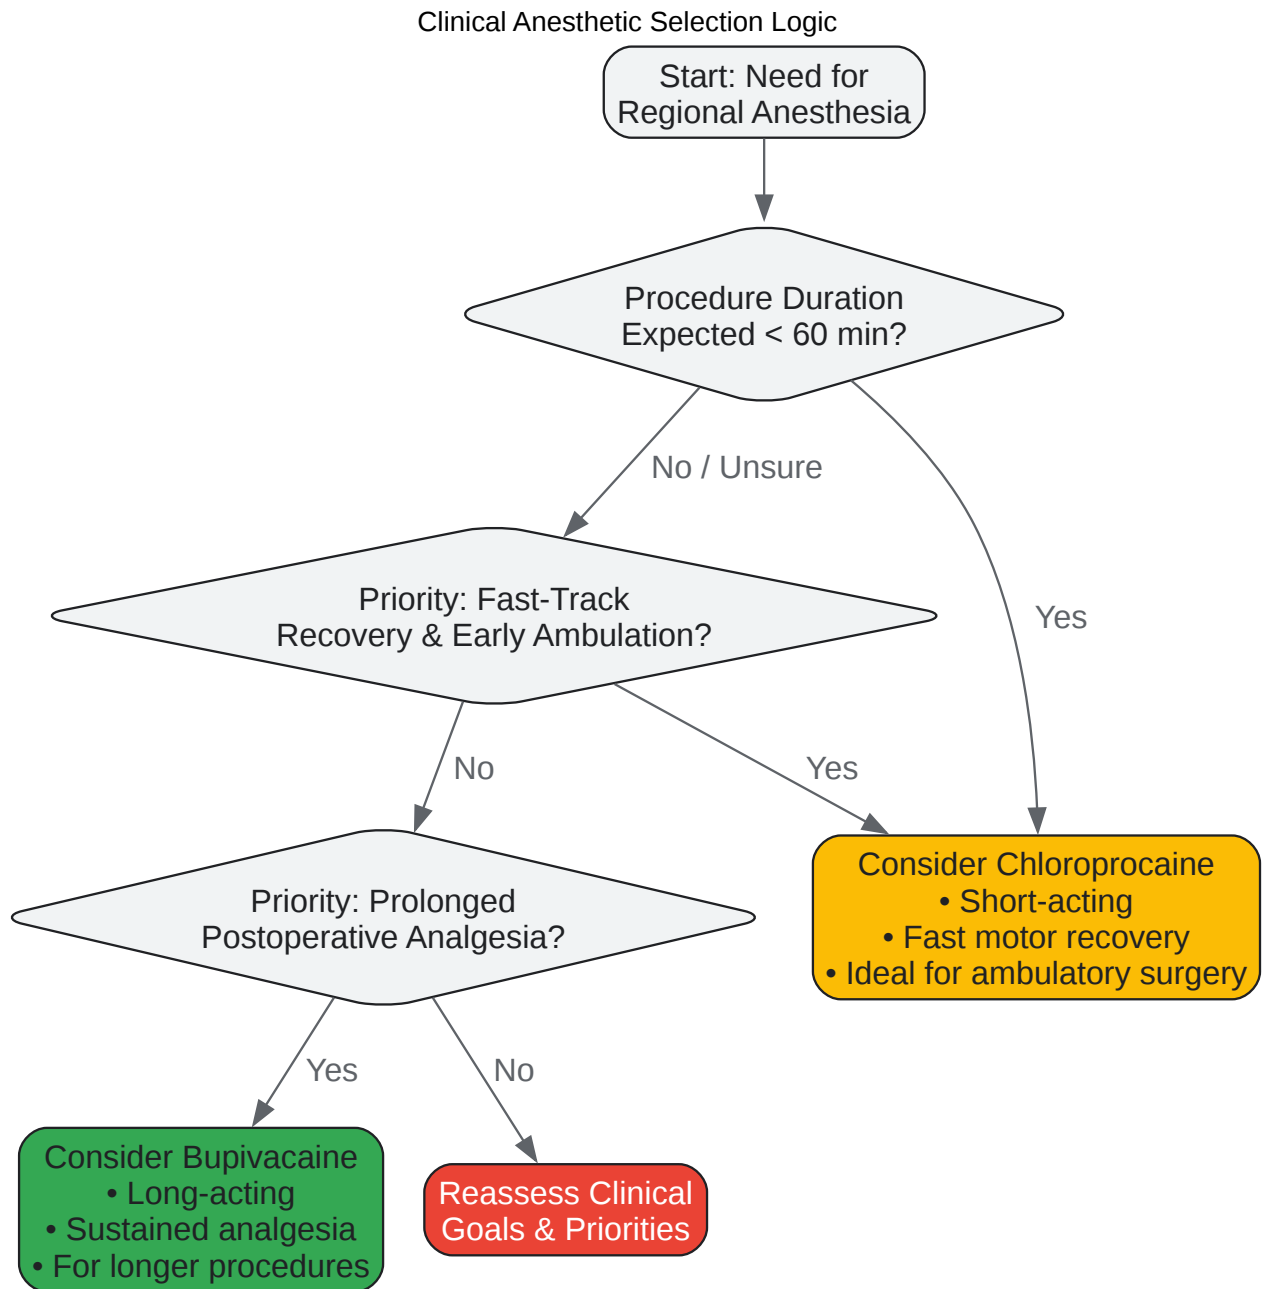 Clinical Anesthetic Selection Logic
Start: Need for
Regional Anesthesia
Procedure Duration
Expected < 60 min?
No / Unsure
Priority: Fast-Track
Recovery & Early Ambulation?
Yes
No
Yes
Priority: Prolonged
Postoperative Analgesia?
Consider Chloroprocaine
• Short-acting
• Fast motor recovery
• Ideal for ambulatory surgery
Yes
No
Consider Bupivacaine
• Long-acting
• Sustained analgesia
• For longer procedures
Reassess Clinical
Goals & Priorities